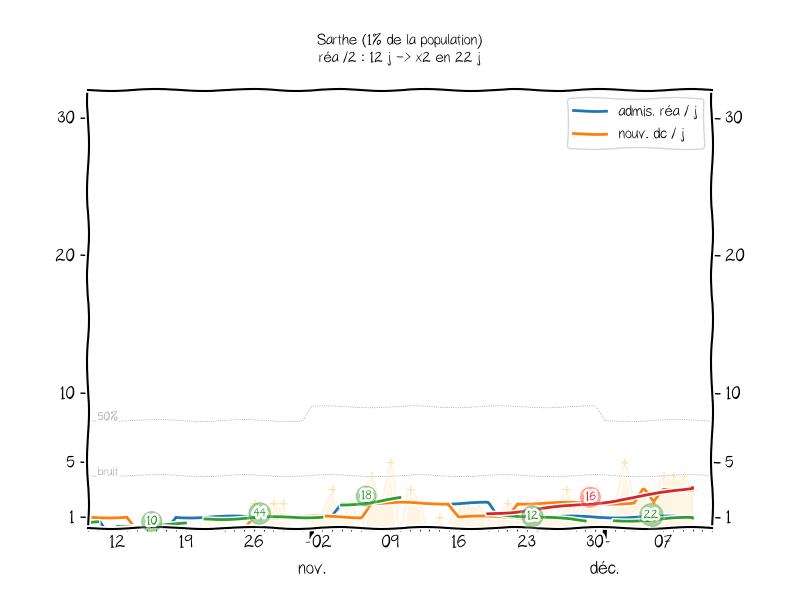 Sarthe (1% de la population)
réa /2 : 12 j -> x2 en 22 j
admis. réa / j
nouv. dc / j
30 30
20 20
10 10
50%
5 5
bruit
1 1
10 44 18 12 16 22
12 19 26 02 09 16 23 30 07
nov. déc.